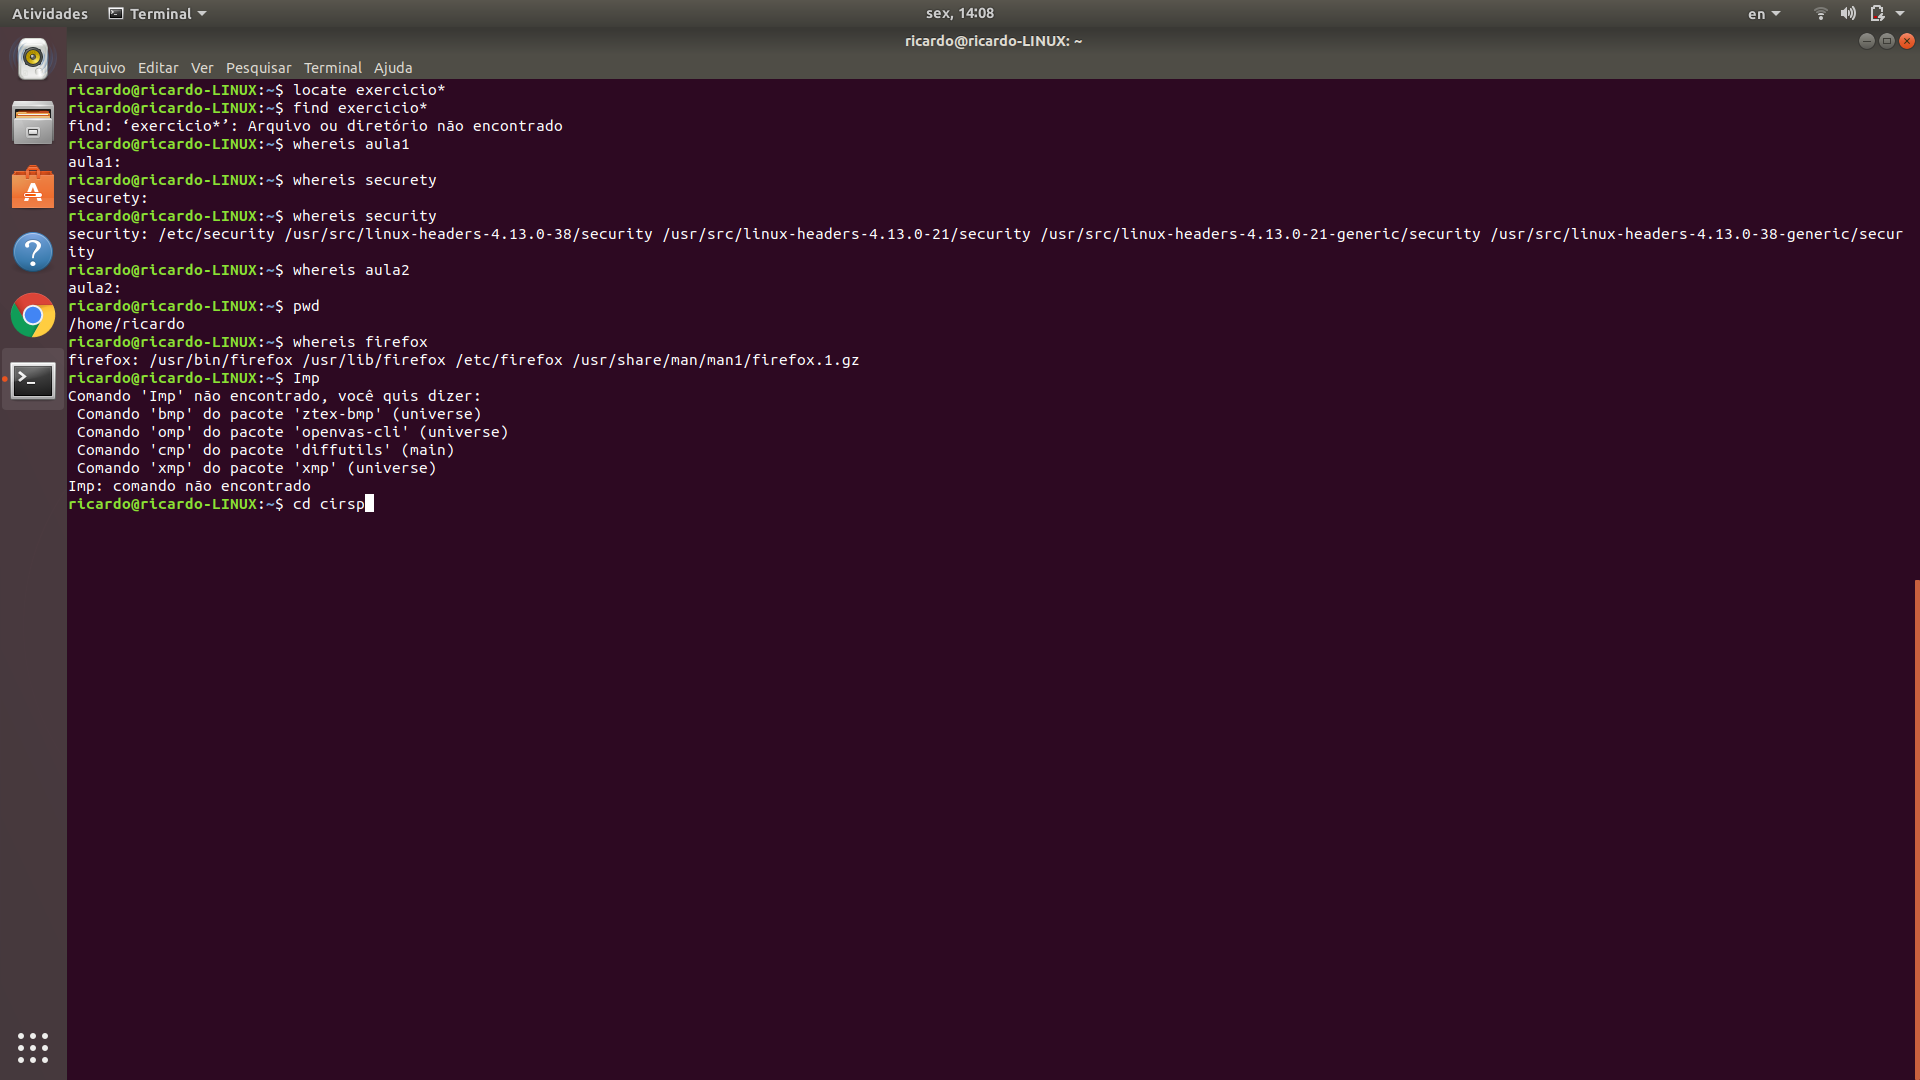 Atividades Terminal sex, 14:08 en
ricardo@ricardo-LINUX: ~
Arquivo Editar Ver Pesquisar Terminal Ajuda
ricardo@ricardo-LINUX:~$ locate exercicio*
ricardo@ricardo-LINUX:~$ find exercicio*
find: ‘exercicio*’: Arquivo ou diretório não encontrado
ricardo@ricardo-LINUX:~$ whereis aula1
aula1:
ricardo@ricardo-LINUX:~$ whereis securety
securety:
ricardo@ricardo-LINUX:~$ whereis security
security: /etc/security /usr/src/linux-headers-4.13.0-38/security /usr/src/linux-headers-4.13.0-21/security /usr/src/linux-headers-4.13.0-21-generic/security /usr/src/linux-headers-4.13.0-38-generic/secur
ity
ricardo@ricardo-LINUX:~$ whereis aula2
aula2:
ricardo@ricardo-LINUX:~$ pwd
/home/ricardo
ricardo@ricardo-LINUX:~$ whereis firefox
firefox: /usr/bin/firefox /usr/lib/firefox /etc/firefox /usr/share/man/man1/firefox.1.gz
ricardo@ricardo-LINUX:~$ Imp
Comando 'Imp' não encontrado, você quis dizer:
 Comando 'bmp' do pacote 'ztex-bmp' (universe)
 Comando 'omp' do pacote 'openvas-cli' (universe)
 Comando 'cmp' do pacote 'diffutils' (main)
 Comando 'xmp' do pacote 'xmp' (universe)
Imp: comando não encontrado
ricardo@ricardo-LINUX:~$ cd cirsp